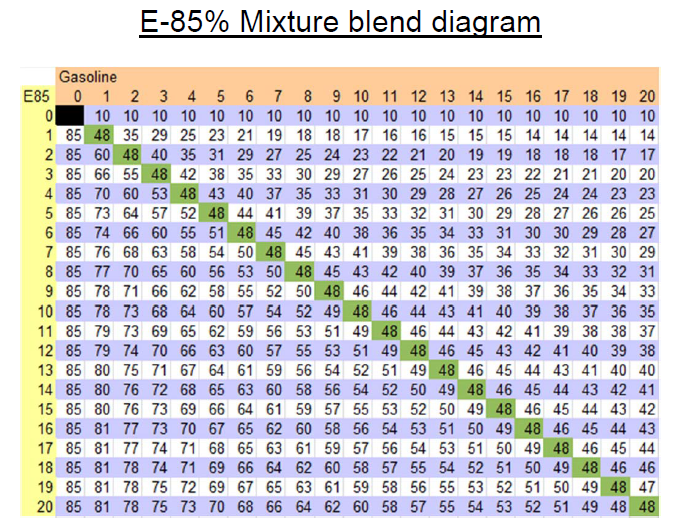 E-85% Mixture blend diagram
Gasoline
E85 0 1 2 3 4 5 6 7 8 9 10 11 12 13 14 15 16 17 18 19 20
0 10 10 10 10 10 10 10 10 10 10 10 10 10 10 10 10 10 10 10 10
1 85 48 35 29 25 23 21 19 18 18 17 16 16 15 15 15 14 14 14 14 14
2 85 60 48 40 35 31 29 27 25 24 23 22 21 20 19 19 18 18 18 17 17
3 85 66 55 48 42 38 35 33 30 29 27 26 25 24 23 23 22 21 21 20 20
4 85 70 60 53 48 43 40 37 35 33 31 30 29 28 27 26 25 24 24 23 23
5 85 73 64 57 52 48 44 41 39 37 35 33 32 31 30 29 28 27 26 26 25
6 85 74 66 60 55 51 48 45 42 40 38 36 35 34 33 31 30 30 29 28 27
7 85 76 68 63 58 54 50 48 45 43 41 39 38 36 35 34 33 32 31 30 29
8 85 77 70 65 60 56 53 50 48 45 43 42 40 39 37 36 35 34 33 32 31
9 85 78 71 66 62 58 55 52 50 48 46 44 42 41 39 38 37 36 35 34 33
10 85 78 73 68 64 60 57 54 52 49 48 46 44 43 41 40 39 38 37 36 35
11 85 79 73 69 65 62 59 56 53 51 49 48 46 44 43 42 41 39 38 38 37
12 85 79 74 70 66 63 60 57 55 53 51 49 48 46 45 43 42 41 40 39 38
13 85 80 75 71 67 64 61 59 56 54 52 51 49 48 46 45 44 43 41 40 40
14 85 80 76 72 68 65 63 60 58 56 54 52 50 49 48 46 45 44 43 42 41
15 85 80 76 73 69 66 64 61 59 57 55 53 52 50 49 48 46 45 44 43 42
16 85 81 77 73 70 67 65 62 60 58 56 54 53 51 50 49 48 46 45 44 43
17 85 81 77 74 71 68 65 63 61 59 57 56 54 53 51 50 49 48 46 45 44
18 85 81 78 74 71 69 66 64 62 60 58 57 55 54 52 51 50 49 48 46 46
19 85 81 78 75 72 69 67 65 63 61 59 58 56 55 53 52 51 50 49 48 47
20 85 81 78 75 73 70 68 66 64 62 60 58 57 55 54 53 52 51 49 48 48